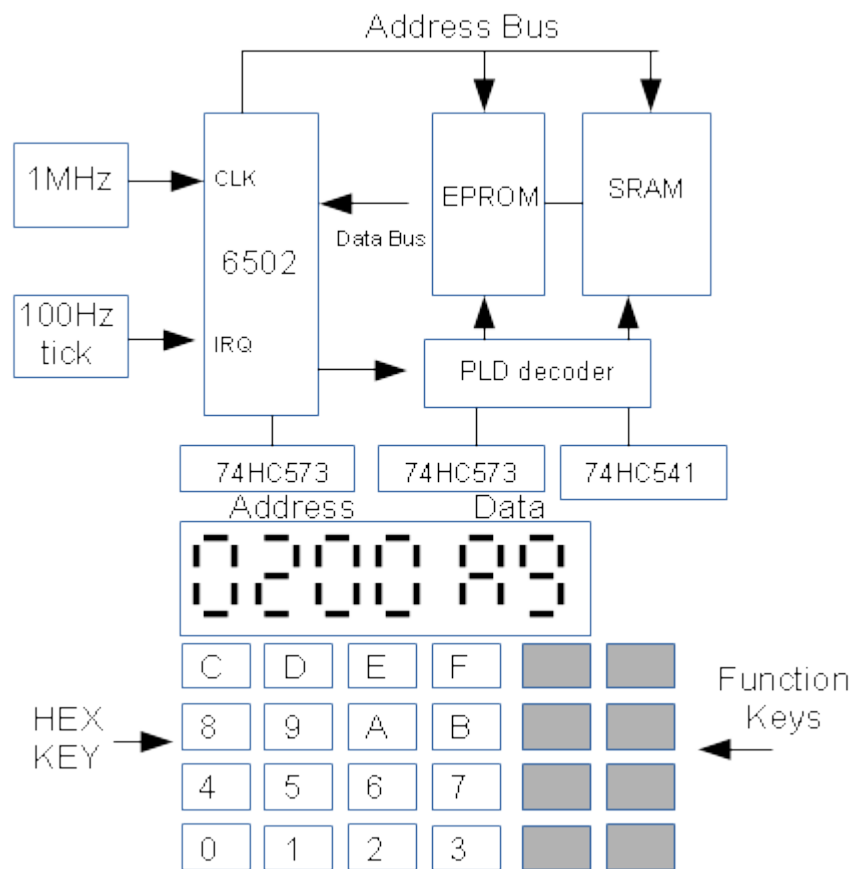 Address Bus
1MHz
CLK
EPROM
SRAM
Data Bus
6502
100Hz
tick
IRQ
PLD decoder
74HC573
74HC573
74HC541
Address
Data
0200 A9
C D E F
8 9 A B
4 5 6 7
0 1 2 3
HEX
KEY
Function
Keys